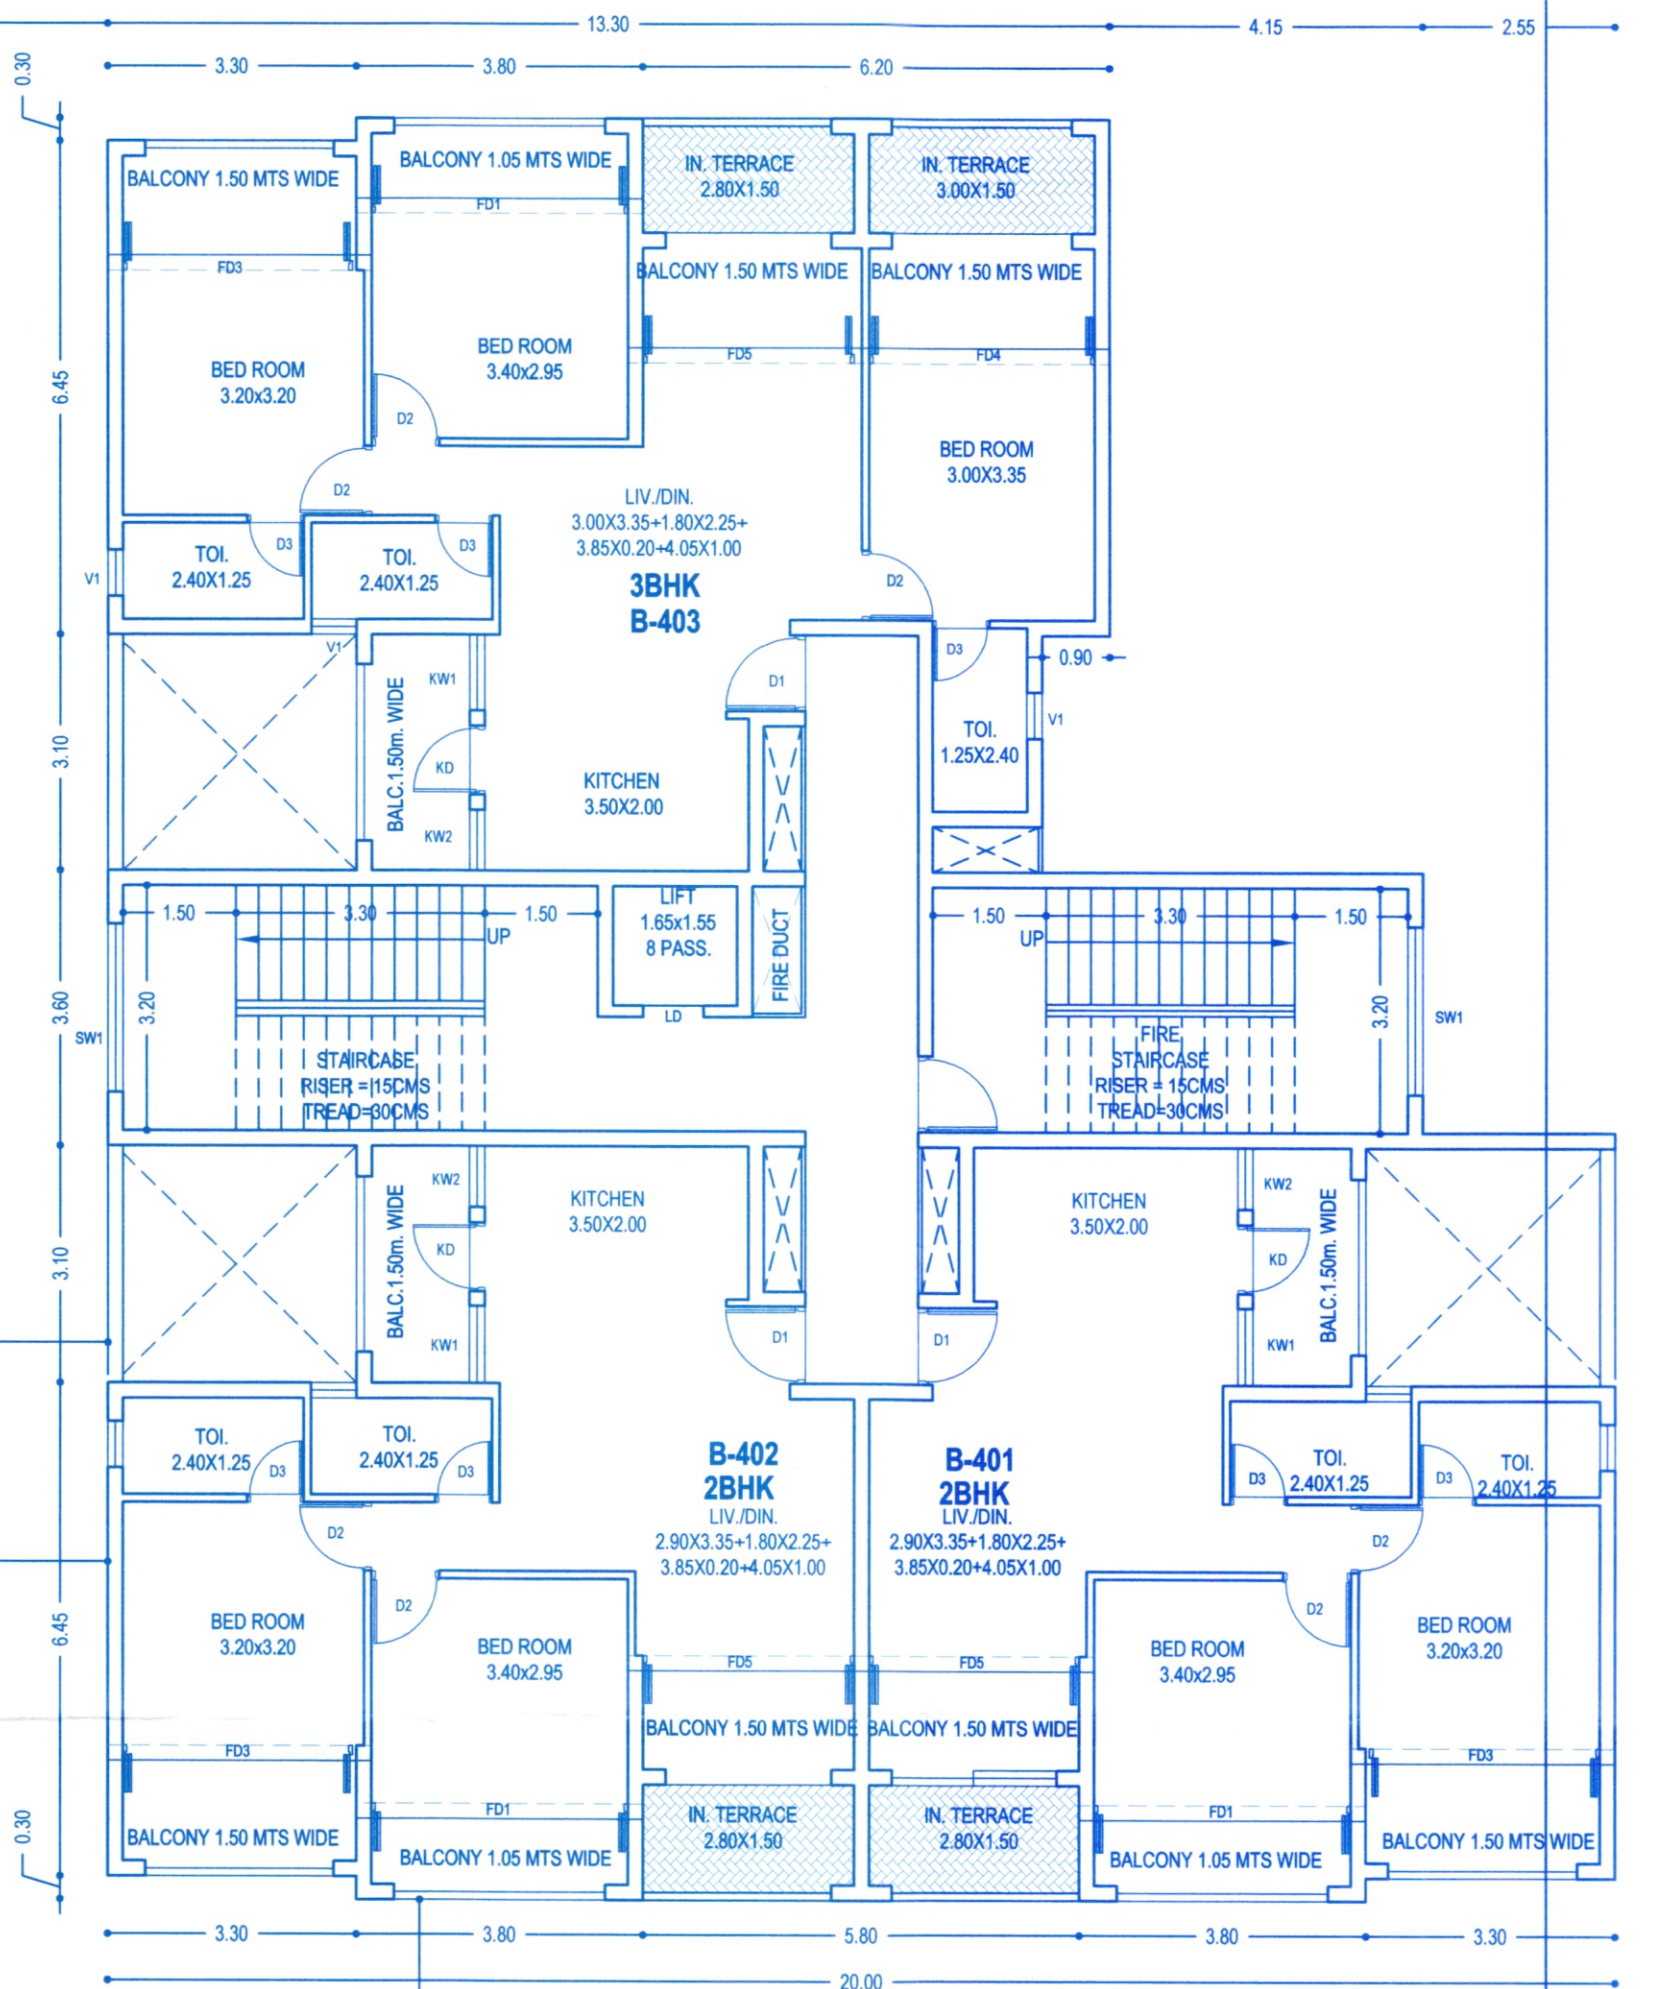 13.30
4.15
2.55
3.30
3.80
6.20
0.30
BALCONY 1.50 MTS WIDE
BALCONY 1.05 MTS WIDE
IN. TERRACE
2.80X1.50
IN. TERRACE
3.00X1.50
FD3
FD1
BALCONY 1.50 MTS WIDE
BALCONY 1.50 MTS WIDE
FD5
FD4
6.45
BED ROOM
3.20x3.20
BED ROOM
3.40x2.95
BED ROOM
3.00X3.35
D2
D2
LIV./DIN.
3.00X3.35+1.80X2.25+
3.85X0.20+4.05X1.00
3BHK
B-403
TOI.
2.40X1.25
D3
TOI.
2.40X1.25
D3
V1
V1
D2
D3
0.90
V1
TOI.
1.25X2.40
D1
3.10
BALC.1.50m. WIDE
KW1
KD
KW2
KITCHEN
3.50X2.00
1.50
3.30
1.50
UP
LIFT
1.65x1.55
8 PASS.
LD
FIRE DUCT
1.50
3.30
1.50
UP
3.60
SW1
3.20
STAIRCASE
RISER = 15CMS
TREAD=30CMS
FIRE
STAIRCASE
RISER = 15CMS
TREAD=30CMS
3.20
SW1
3.10
BALC.1.50m. WIDE
KW2
KD
KW1
KITCHEN
3.50X2.00
D1
D1
KITCHEN
3.50X2.00
KW2
KD
KW1
BALC.1.50m. WIDE
TOI.
2.40X1.25
D3
TOI.
2.40X1.25
D3
B-402
2BHK
LIV./DIN.
2.90X3.35+1.80X2.25+
3.85X0.20+4.05X1.00
B-401
2BHK
LIV./DIN.
2.90X3.35+1.80X2.25+
3.85X0.20+4.05X1.00
D3
TOI.
2.40X1.25
D3
TOI.
2.40X1.25
D2
D2
D2
D2
6.45
BED ROOM
3.20x3.20
BED ROOM
3.40x2.95
BED ROOM
3.40x2.95
BED ROOM
3.20x3.20
FD5
FD5
BALCONY 1.50 MTS WIDE
BALCONY 1.50 MTS WIDE
FD3
FD3
FD1
FD1
0.30
BALCONY 1.50 MTS WIDE
BALCONY 1.05 MTS WIDE
IN. TERRACE
2.80X1.50
IN. TERRACE
2.80X1.50
BALCONY 1.05 MTS WIDE
BALCONY 1.50 MTS WIDE
3.30
3.80
5.80
3.80
3.30
20.00